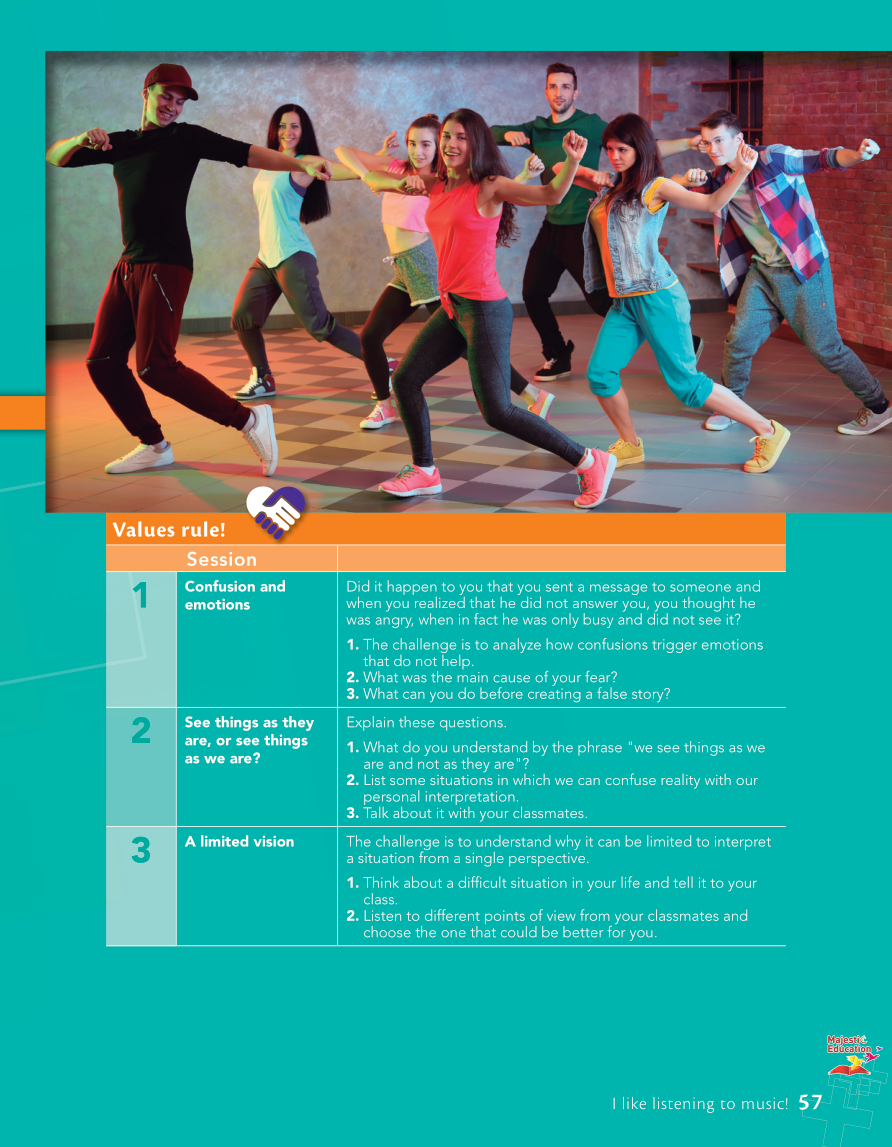 Values rule!
Session
1
Confusion and
emotions
Did it happen to you that you sent a message to someone and
when you realized that he did not answer you, you thought he
was angry, when in fact he was only busy and did not see it?
1. The challenge is to analyze how confusions trigger emotions
that do not help.
2. What was the main cause of your fear?
3. What can you do before creating a false story?
2
See things as they
are, or see things
as we are?
Explain these questions.
1. What do you understand by the phrase "we see things as we
are and not as they are"?
2. List some situations in which we can confuse reality with our
personal interpretation.
3. Talk about it with your classmates.
3
A limited vision
The challenge is to understand why it can be limited to interpret
a situation from a single perspective.
1. Think about a difficult situation in your life and tell it to your
class.
2. Listen to different points of view from your classmates and
choose the one that could be better for you.
Majestic
Education
I like listening to music! 57